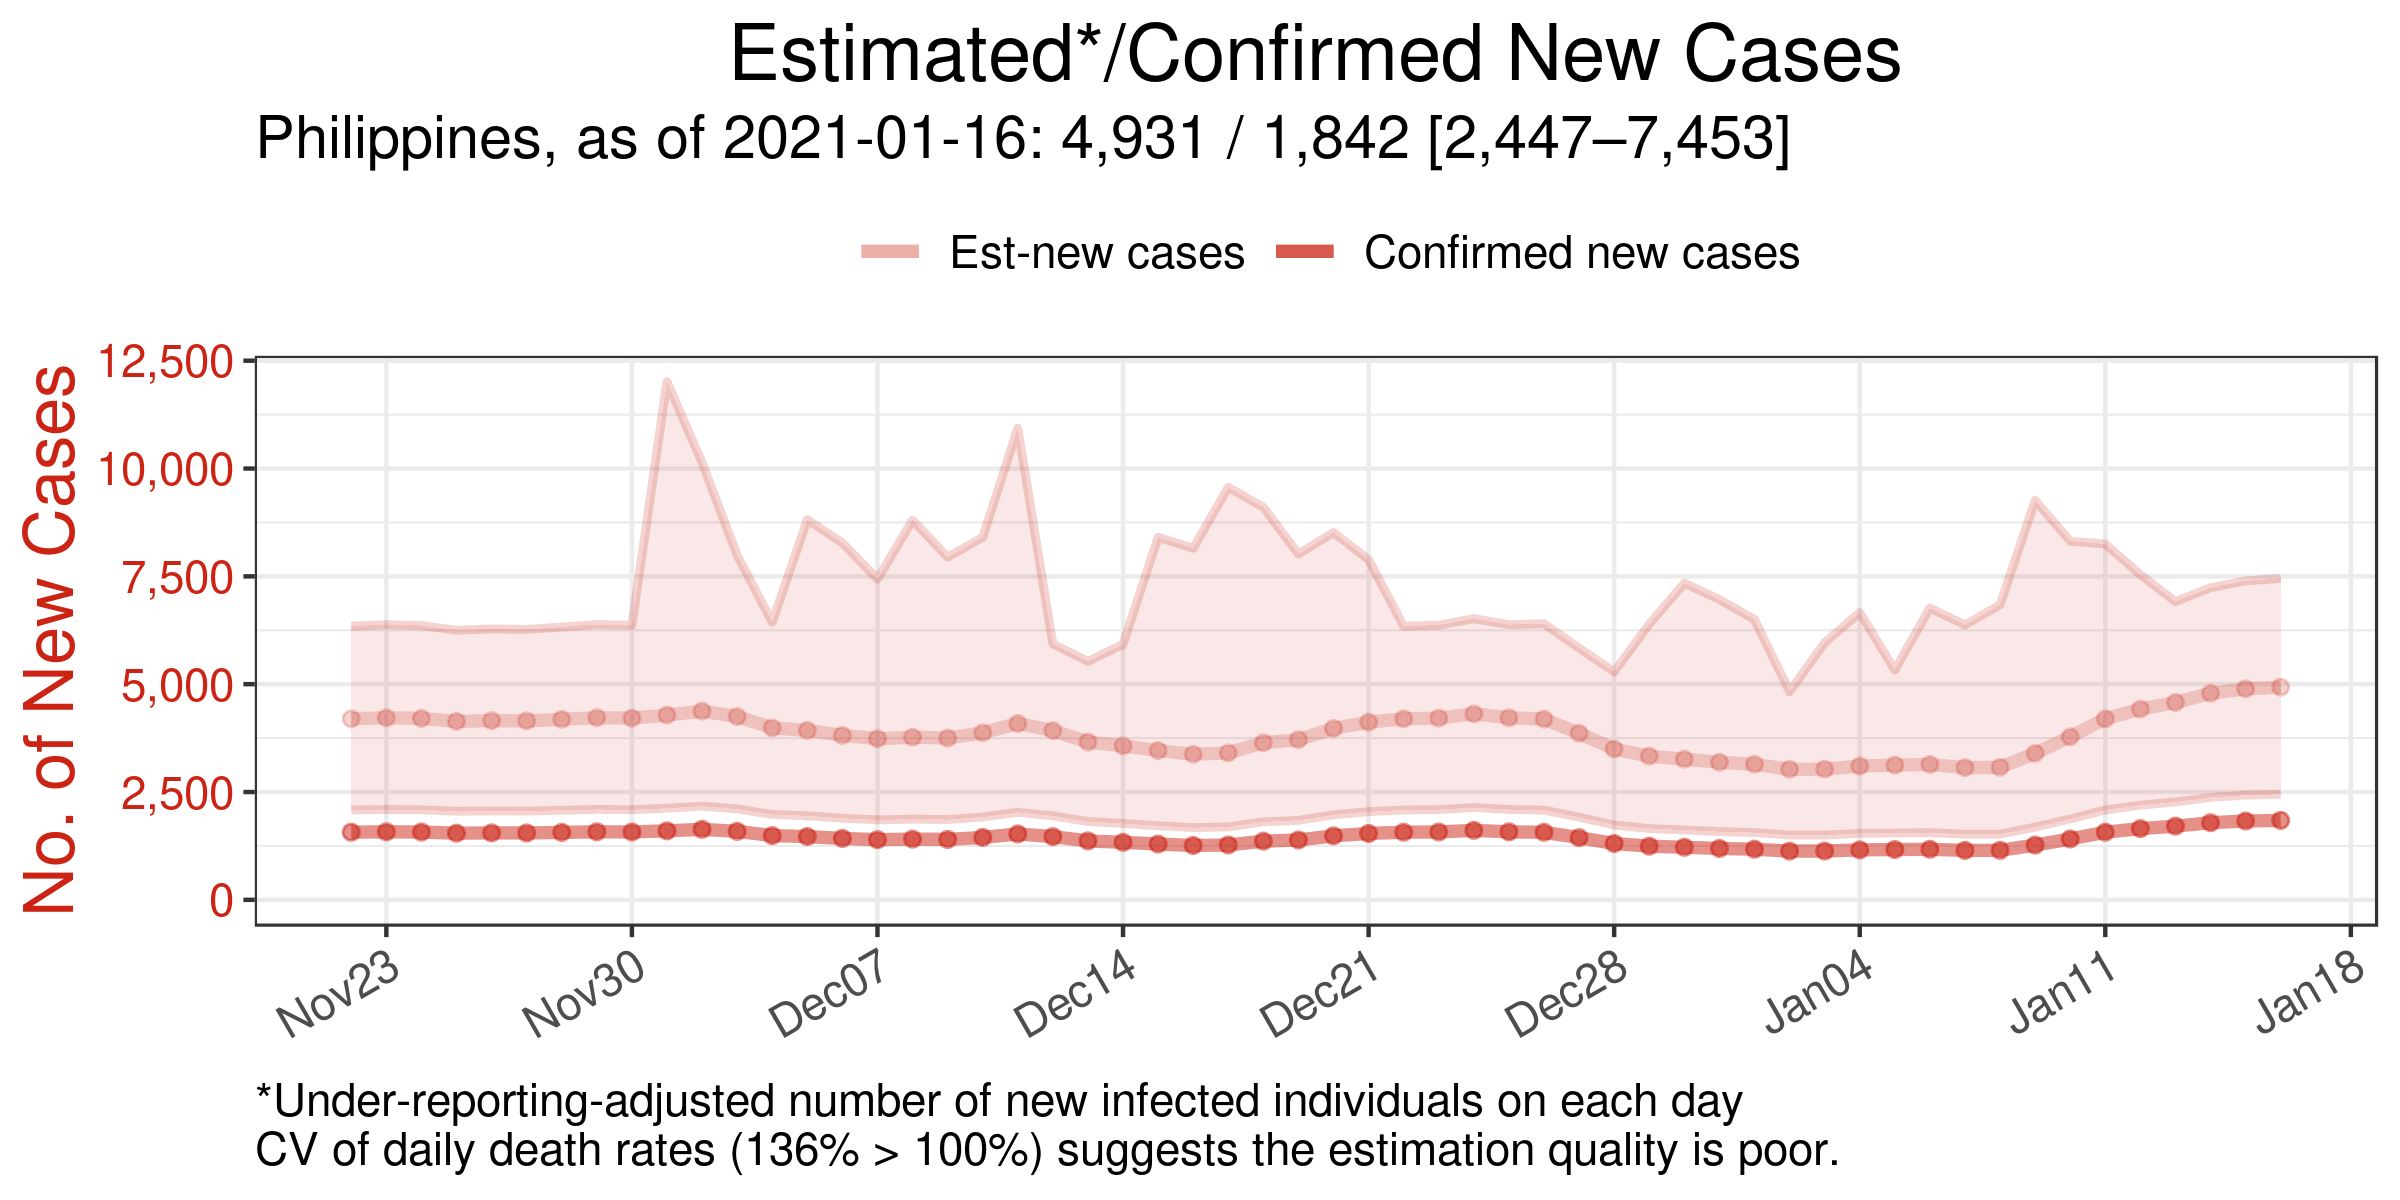 Estimated*/Confirmed New Cases
Philippines, as of 2021-01-16: 4,931 / 1,842 [2,447–7,453]
Est-new cases Confirmed new cases
No. of New Cases
12,500
10,000
7,500
5,000
2,500
0
Nov23 Nov30 Dec07 Dec14 Dec21 Dec28 Jan04 Jan11 Jan18
*Under-reporting-adjusted number of new infected individuals on each day
CV of daily death rates (136% > 100%) suggests the estimation quality is poor.